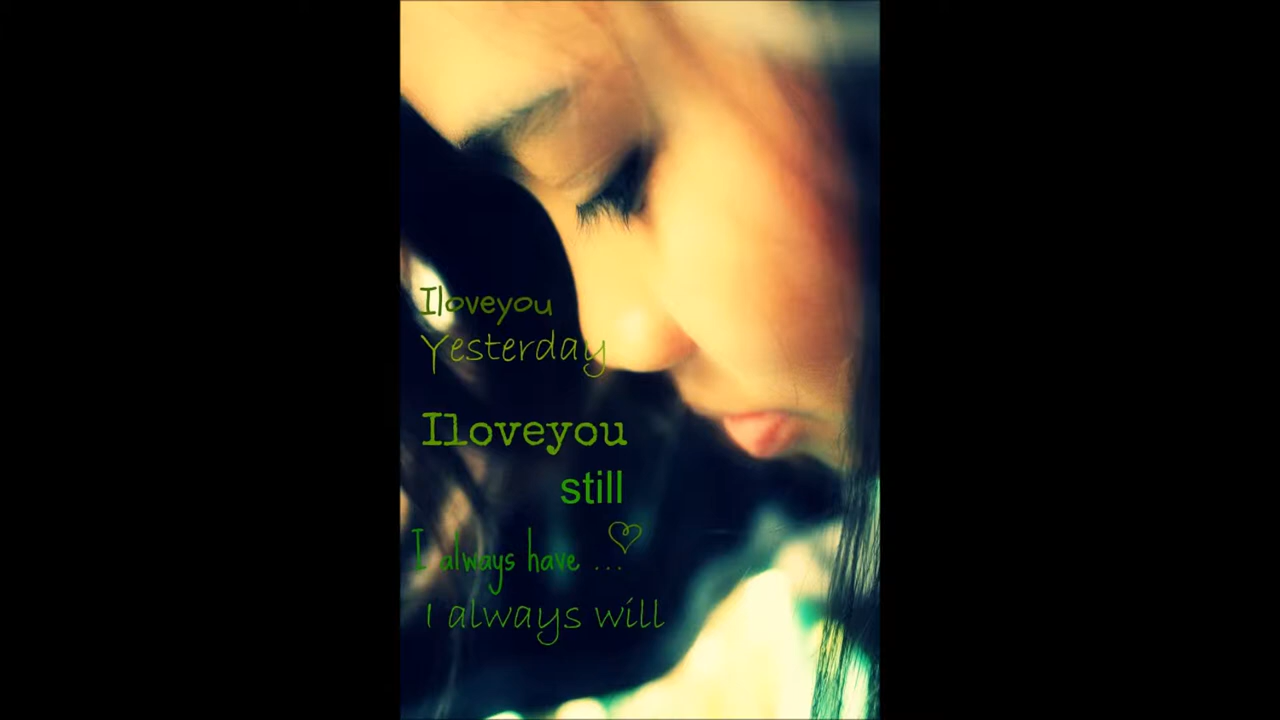 Iloveyou
Yesterday
Iloveyou
still
I always have ...♡
I always will